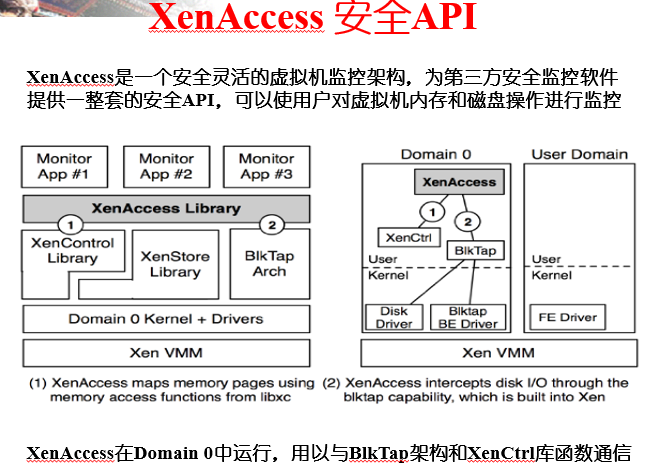 XenAccess 安全API
XenAccess是一个安全灵活的虚拟机监控架构，为第三方安全监控软件
提供一整套的安全API，可以使用户对虚拟机内存和磁盘操作进行监控
Monitor
App #1
Monitor
App #2
Monitor
App #3
XenAccess Library
1
2
XenControl
Library
XenStore
Library
BlkTap
Arch
Domain 0 Kernel + Drivers
Xen VMM
Domain 0
User Domain
XenAccess
1
2
XenCtrl
BlkTap
User
Kernel
User
Kernel
Disk
Driver
Blktap
BE Driver
FE Driver
Xen VMM
(1) XenAccess maps memory pages using
memory access functions from libxc
(2) XenAccess intercepts disk I/O through the
blktap capability, which is built into Xen
XenAccess在Domain 0中运行，用以与BlkTap架构和XenCtrl库函数通信